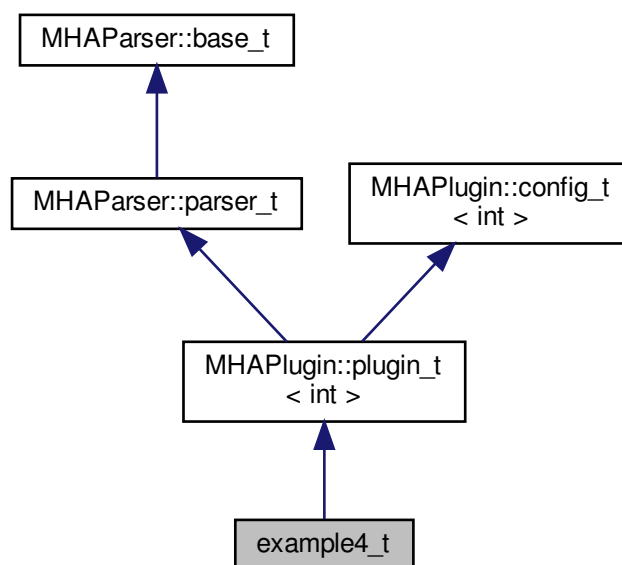 MHAParser::base_t
MHAParser::parser_t
MHAPlugin::config_t
< int >
MHAPlugin::plugin_t
< int >
example4_t